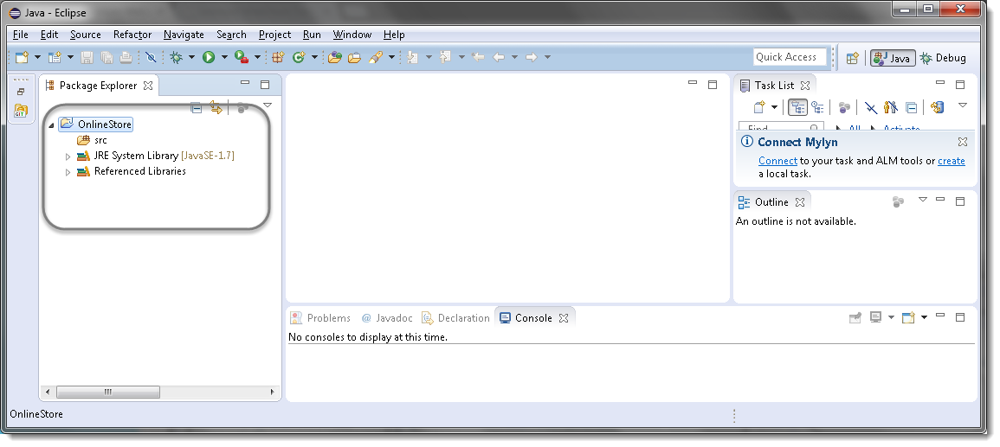 Java - Eclipse
File Edit Source Refactor Navigate Search Project Run Window Help
Quick Access
Java
Debug
GIT
Package Explorer
OnlineStore
src
JRE System Library [JavaSE-1.7]
Referenced Libraries
Task List
Find
All
Activate
Connect Mylyn
Connect to your task and ALM tools or create
a local task.
Outline
An outline is not available.
Problems @ Javadoc Declaration Console
No consoles to display at this time.
OnlineStore